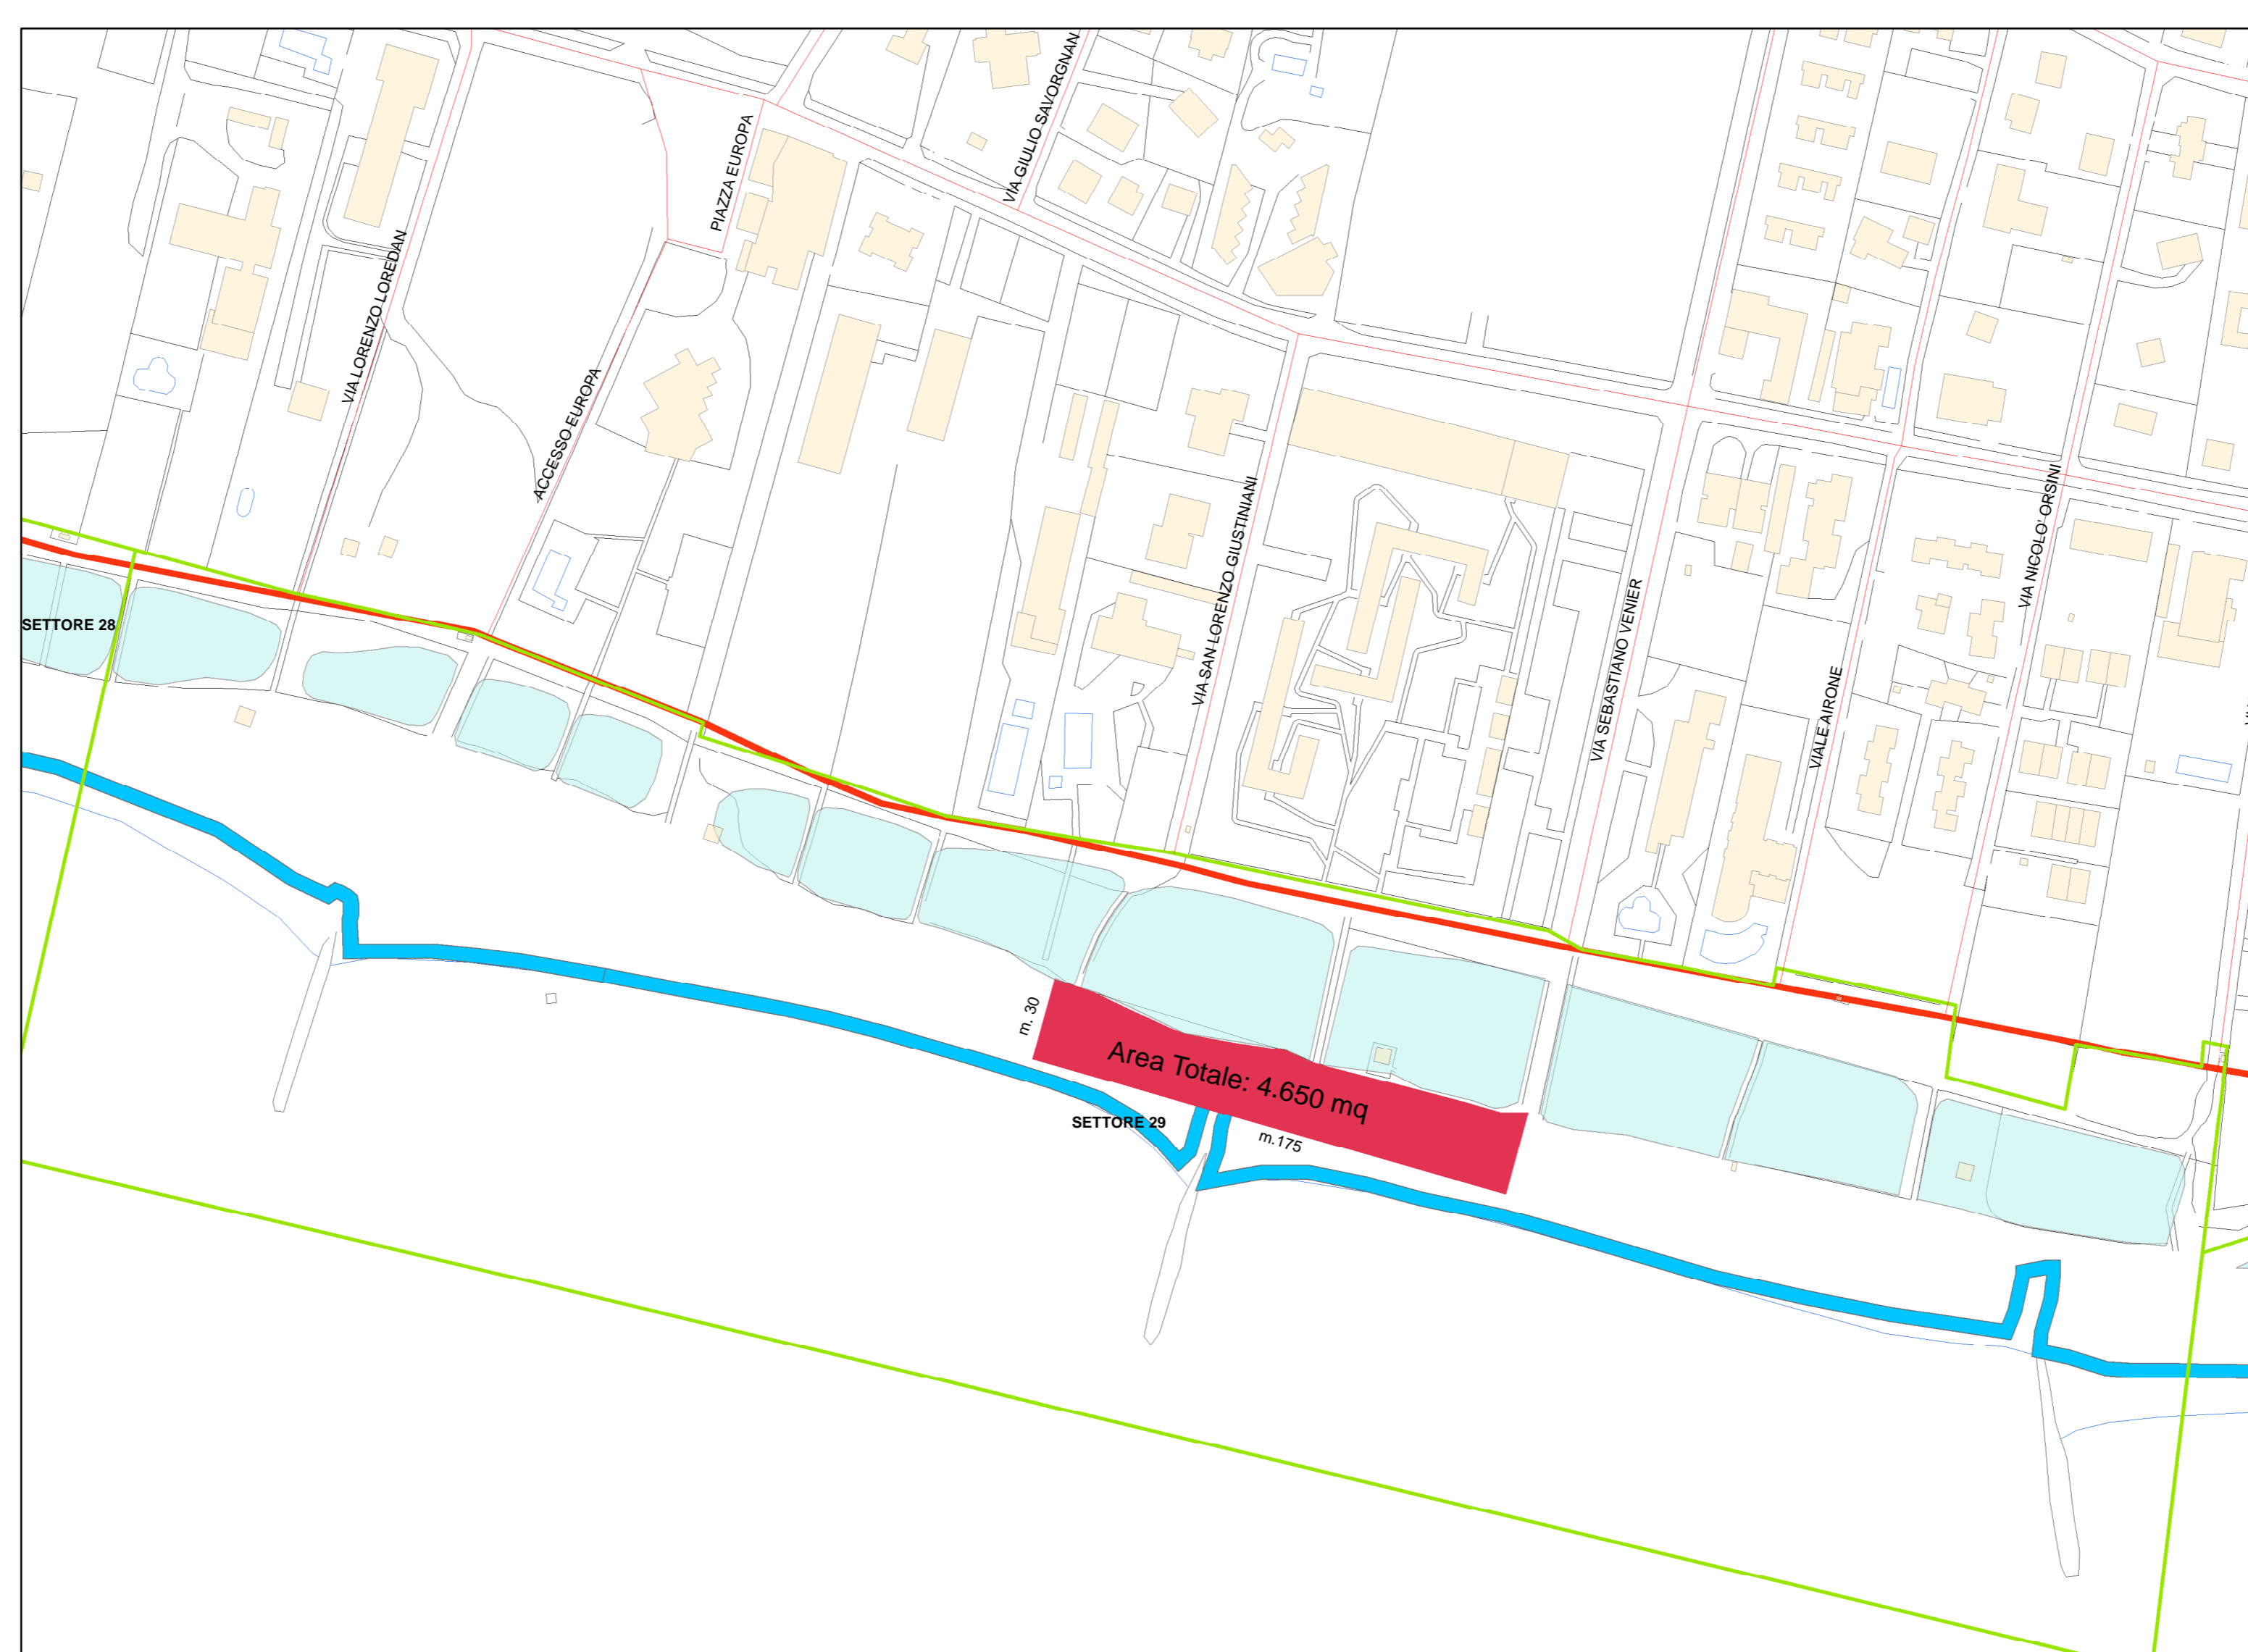 VIA GIULIO SAVORGNAN
PIAZZA EUROPA
VIA LORENZO LOREDAN
ACCESSO EUROPA
VIA SAN LORENZO GIUSTINIANI
VIA NICOLO' ORSINI
VIA SEBASTIANO VENIER
VIALE AIRONE
SETTORE 28
m. 30
Area Totale: 4.650 mq
SETTORE 29
m.175